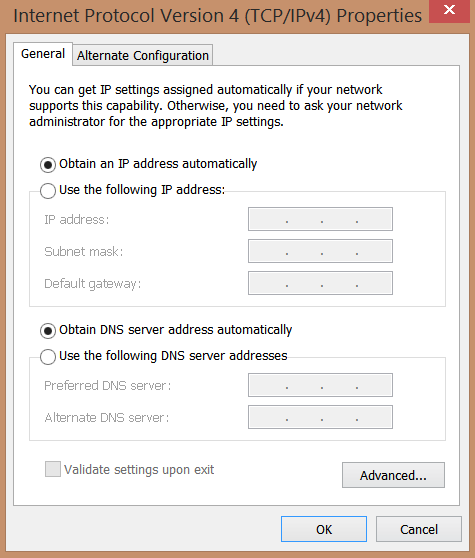 Internet Protocol Version 4 (TCP/IPv4) Properties
General
Alternate Configuration
You can get IP settings assigned automatically if your network
supports this capability. Otherwise, you need to ask your network
administrator for the appropriate IP settings.
Obtain an IP address automatically
Use the following IP address:
IP address:
Subnet mask:
Default gateway:
Obtain DNS server address automatically
Use the following DNS server addresses
Preferred DNS server:
Alternate DNS server:
Validate settings upon exit
Advanced...
OK
Cancel